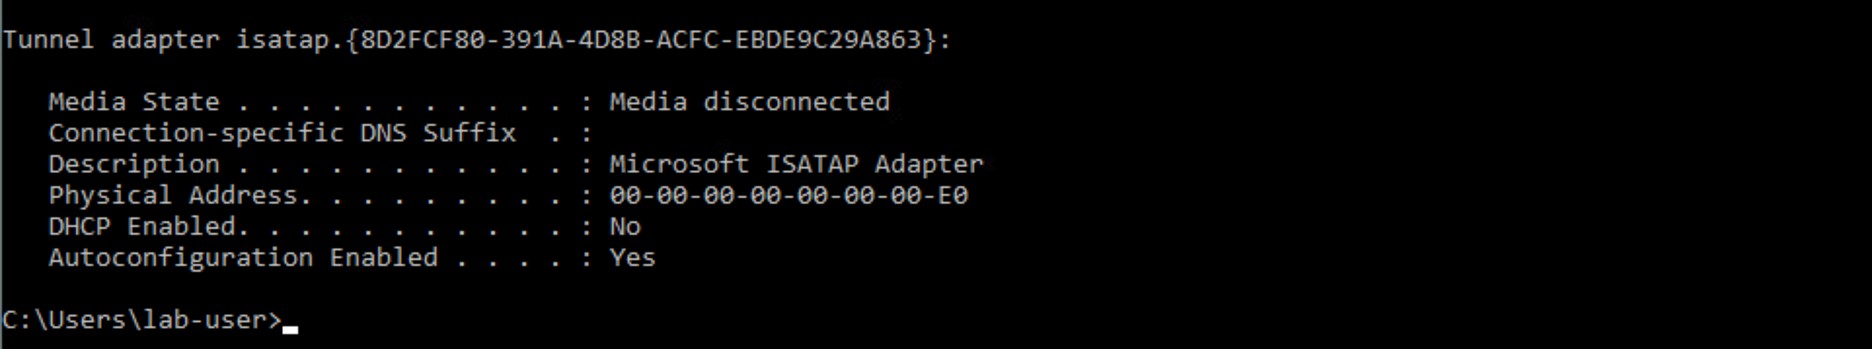 Tunnel adapter isatap.{8D2FCF80-391A-4D8B-ACFC-EBDE9C29A863}:
   Media State . . . . . . . . . . . : Media disconnected
   Connection-specific DNS Suffix  . :
   Description . . . . . . . . . . . : Microsoft ISATAP Adapter
   Physical Address. . . . . . . . . : 00-00-00-00-00-00-00-E0
   DHCP Enabled. . . . . . . . . . . : No
   Autoconfiguration Enabled . . . . : Yes
C:\Users\lab-user>